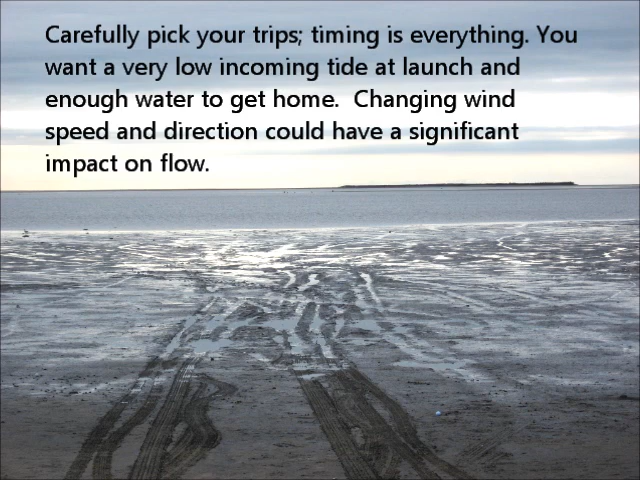 Carefully pick your trips; timing is everything. You
want a very low incoming tide at launch and
enough water to get home.  Changing wind
speed and direction could have a significant
impact on flow.